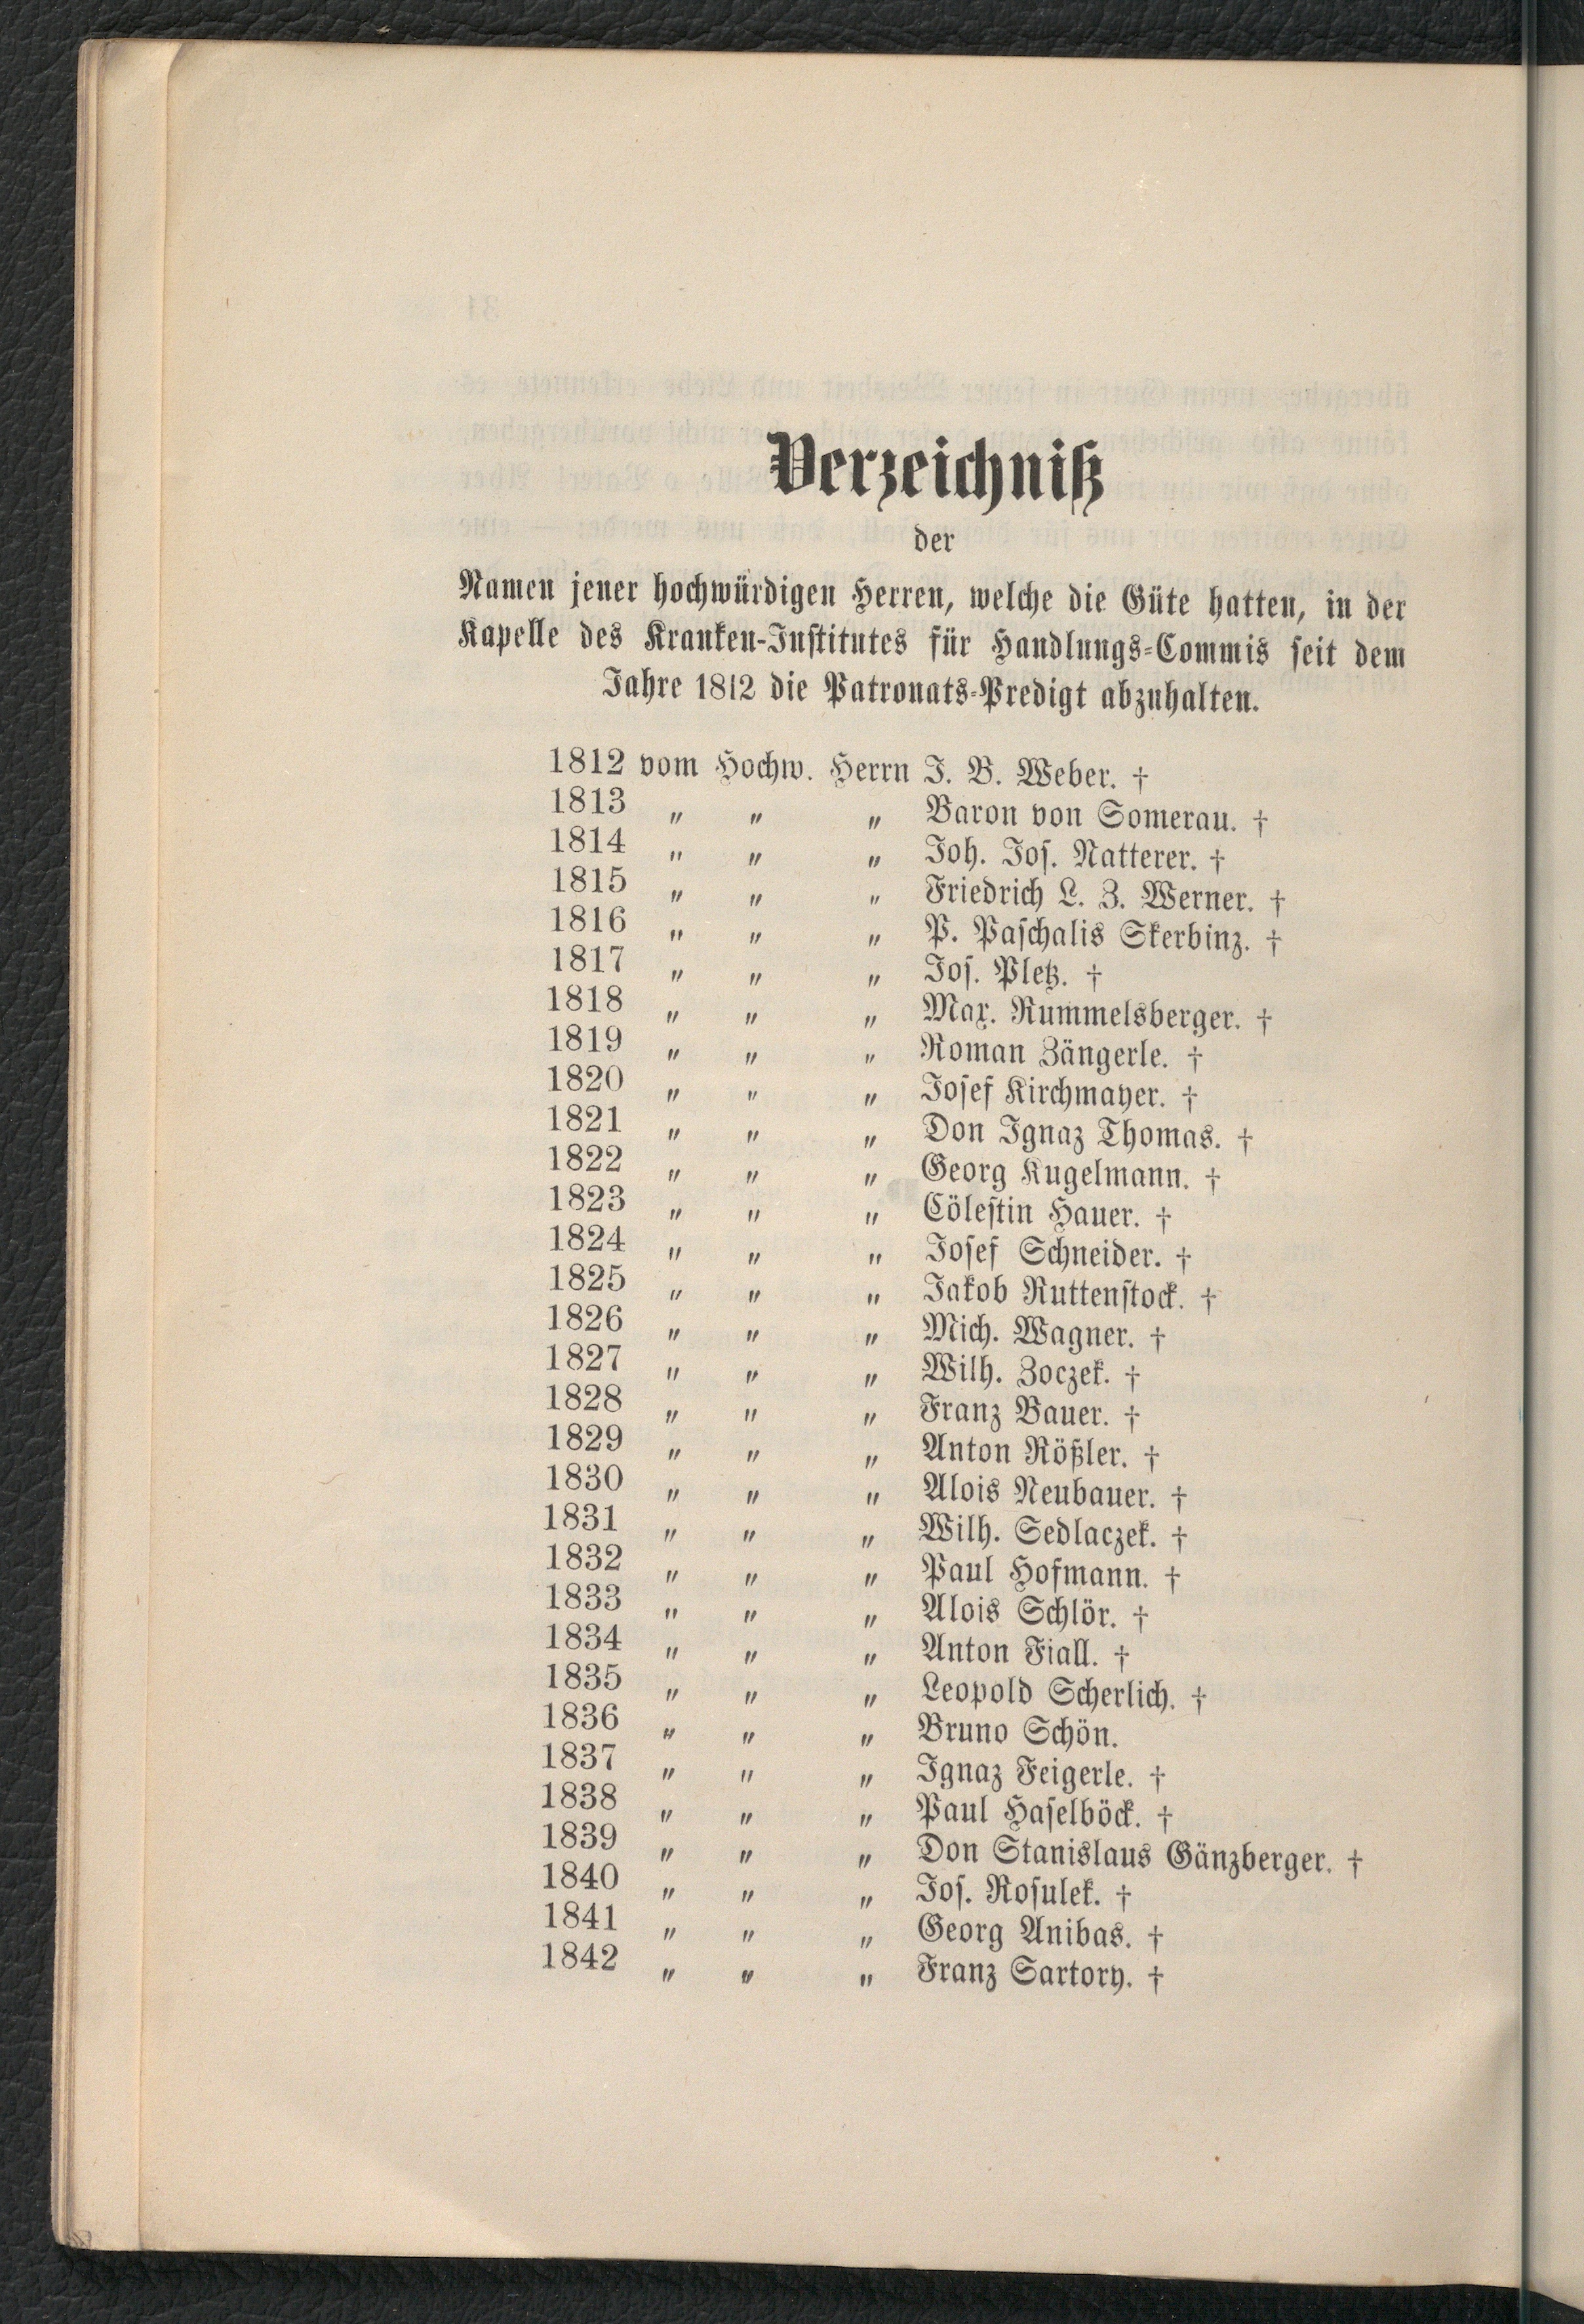 Verzeichniß
der
Namen jener hochwürdigen Herren, welche die Güte hatten, in der
Kapelle des Kranken-Institutes für Handlungs-Commis seit dem
Jahre 1812 die Patronats-Predigt abzuhalten.
1812 vom Hochw. Herrn J. B. Weber. †
1813 „ „ „ Baron von Somerau. †
1814 „ „ „ Joh. Jos. Natterer. †
1815 „ „ „ Friedrich L. Z. Werner. †
1816 „ „ „ P. Paschalis Skerbinz. †
1817 „ „ „ Jos. Pletz. †
1818 „ „ „ Max. Rummelsberger. †
1819 „ „ „ Roman Zängerle. †
1820 „ „ „ Josef Kirchmayer. †
1821 „ „ „ Don Ignaz Thomas. †
1822 „ „ „ Georg Kugelmann. †
1823 „ „ „ Cölestin Hauer. †
1824 „ „ „ Josef Schneider. †
1825 „ „ „ Jakob Ruttenstock. †
1826 „ „ „ Mich. Wagner. †
1827 „ „ „ Wilh. Zoczek. †
1828 „ „ „ Franz Bauer. †
1829 „ „ „ Anton Rößler. †
1830 „ „ „ Alois Neubauer. †
1831 „ „ „ Wilh. Sedlaczek. †
1832 „ „ „ Paul Hofmann. †
1833 „ „ „ Alois Schlör. †
1834 „ „ „ Anton Fiall. †
1835 „ „ „ Leopold Scherlich. †
1836 „ „ „ Bruno Schön.
1837 „ „ „ Ignaz Feigerle. †
1838 „ „ „ Paul Haselböck. †
1839 „ „ „ Don Stanislaus Gänzberger. †
1840 „ „ „ Jos. Rosulek. †
1841 „ „ „ Georg Anibas. †
1842 „ „ „ Franz Sartory. †